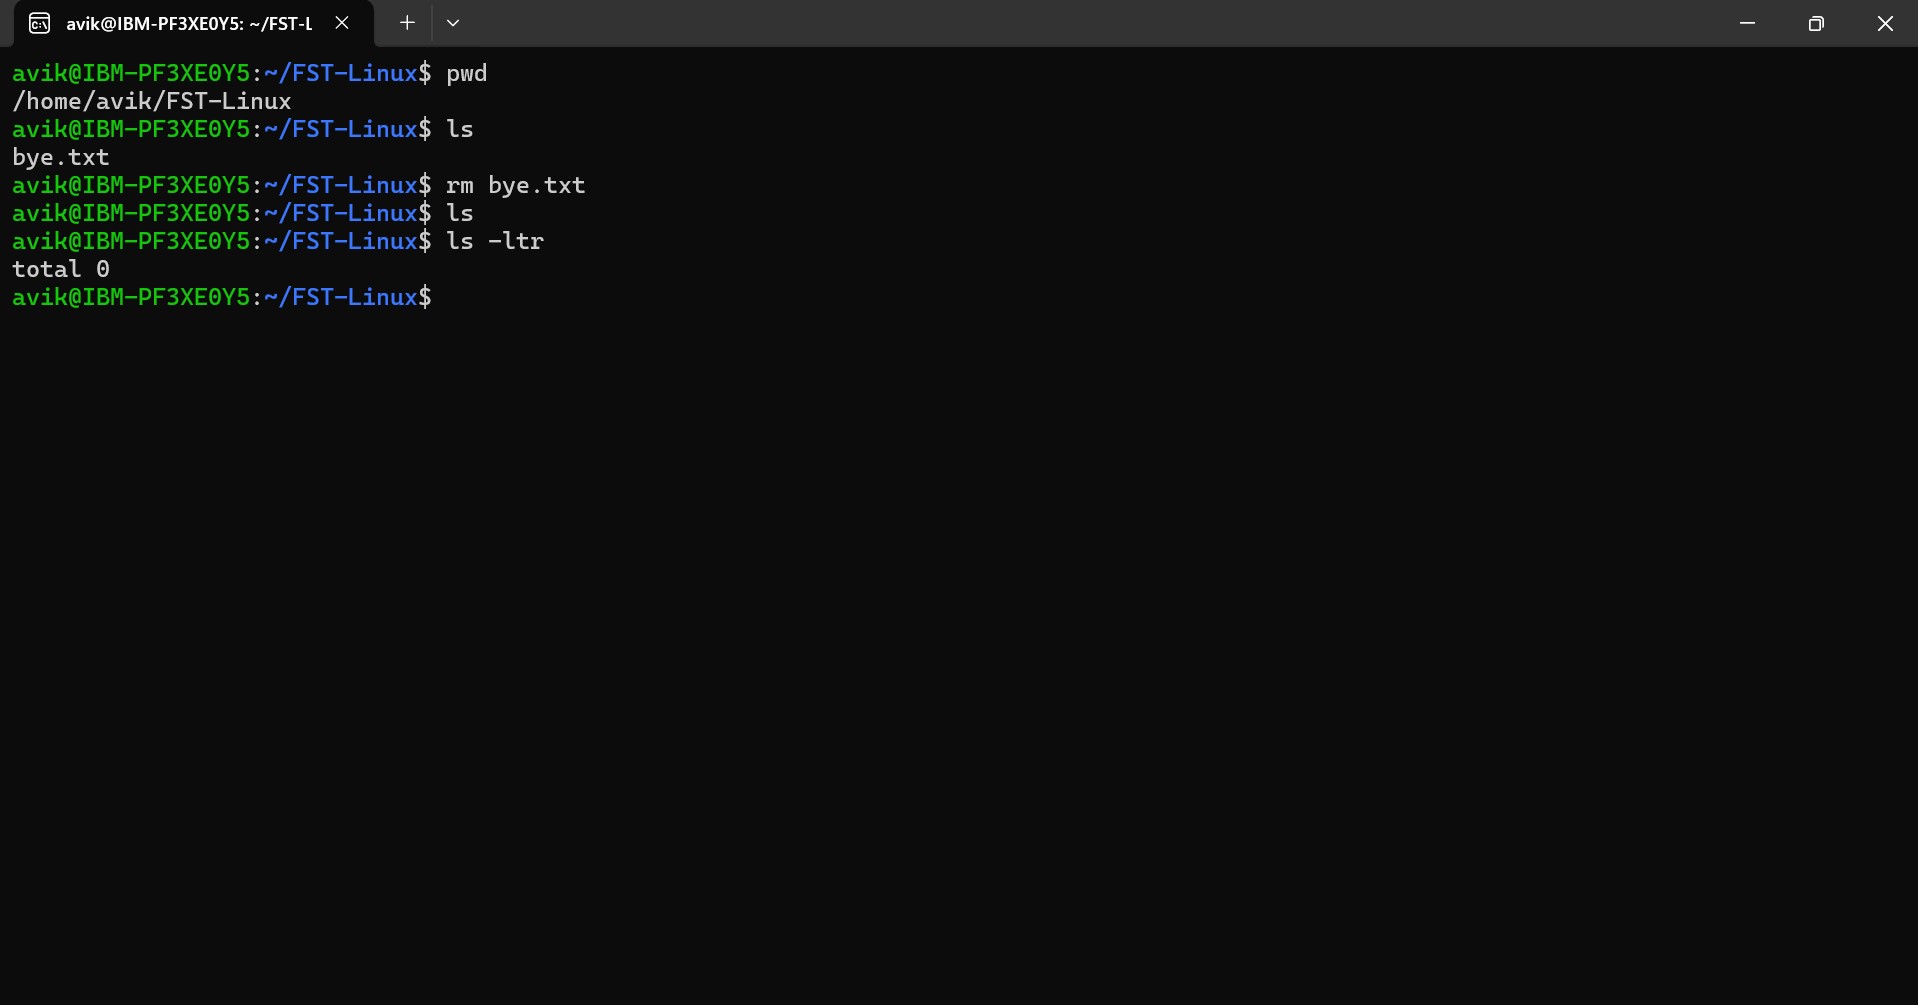 avik@IBM-PF3XE0Y5: ~/FST-L
avik@IBM-PF3XE0Y5:~/FST-Linux$ pwd
/home/avik/FST-Linux
avik@IBM-PF3XE0Y5:~/FST-Linux$ ls
bye.txt
avik@IBM-PF3XE0Y5:~/FST-Linux$ rm bye.txt
avik@IBM-PF3XE0Y5:~/FST-Linux$ ls
avik@IBM-PF3XE0Y5:~/FST-Linux$ ls -ltr
total 0
avik@IBM-PF3XE0Y5:~/FST-Linux$